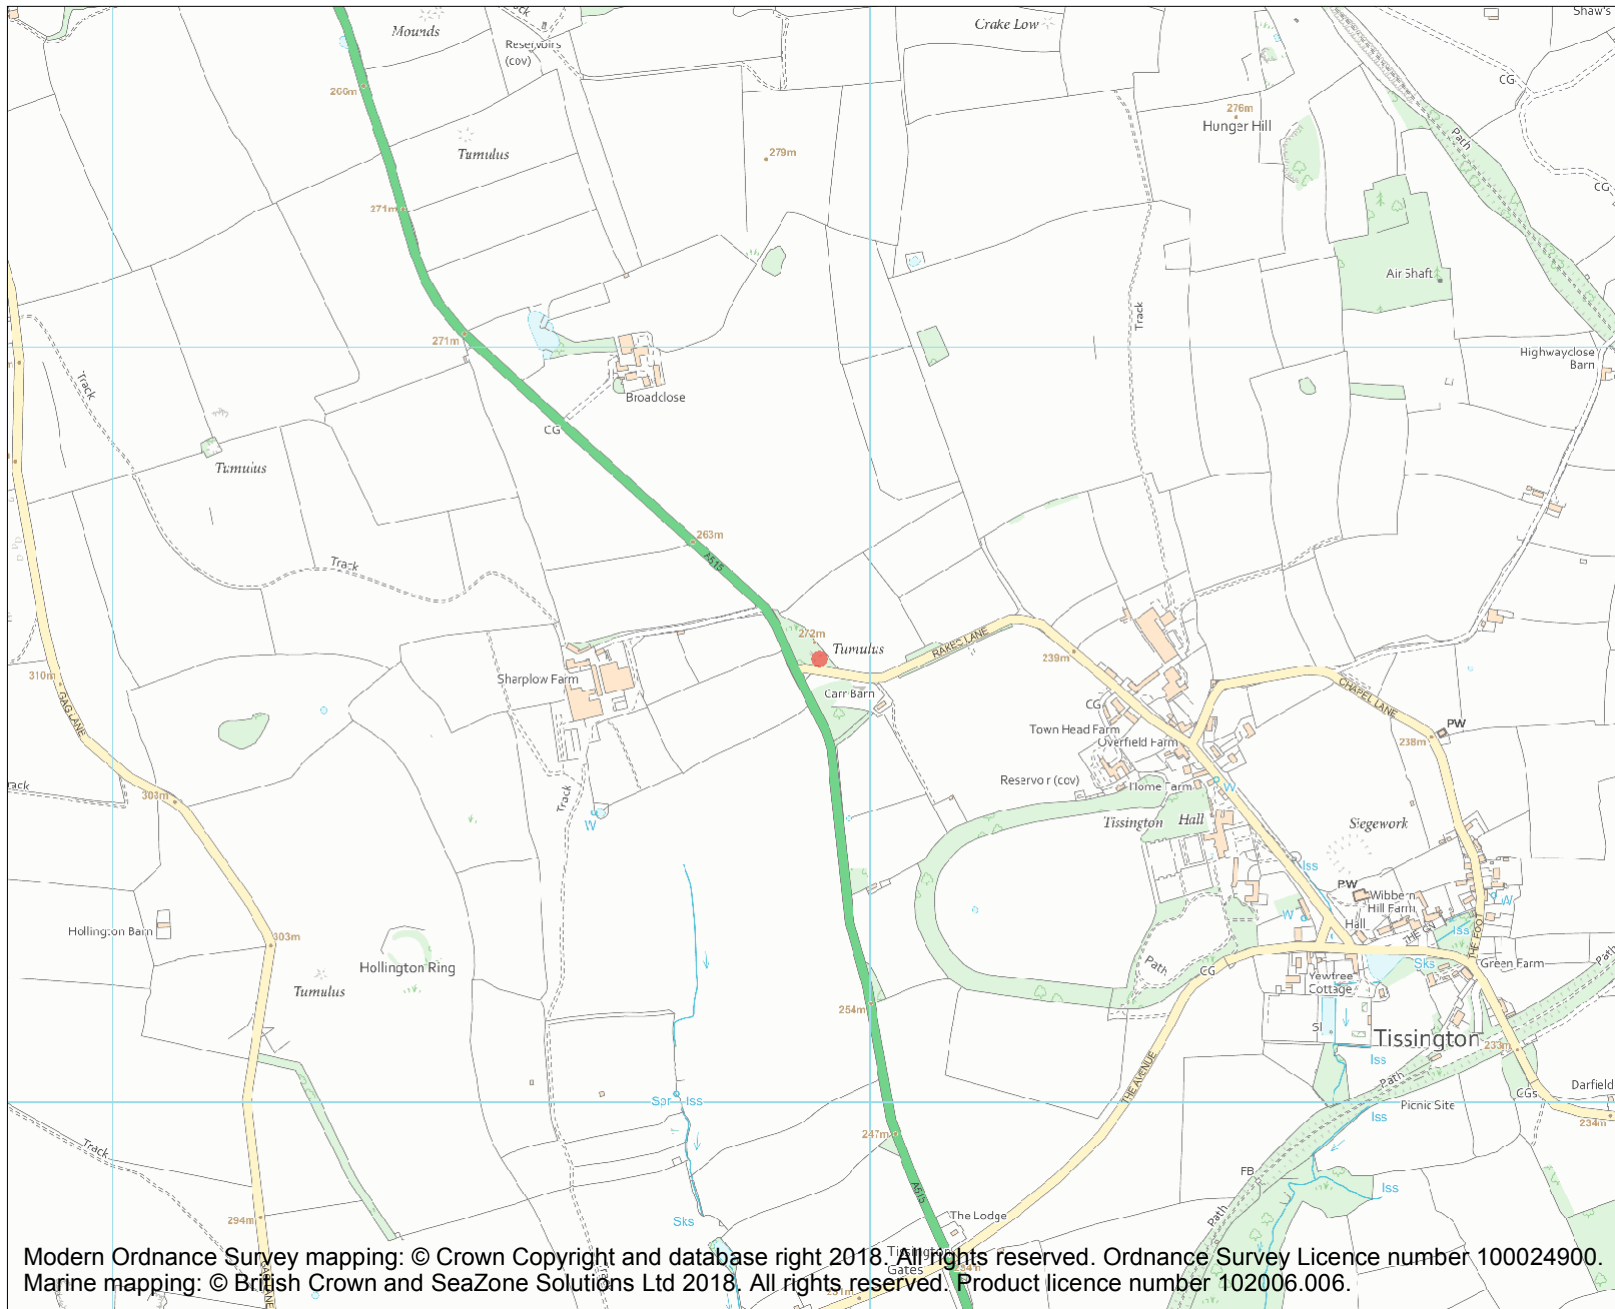 Mounds
Crake Low
Shaw's
Reservoirs
(cov)
CG
266m
276m
Hunger Hill
Path
Tumulus
279m
CG
271m
Air Shaft
Track
271m
Highwayclose
Barn
Track
Broadclose
CG
Tumulus
263m
A515
Track
272m
Tumulus
RAKES LANE
239m
310m
Sharplow Farm
Carr Barn
GAG LANE
CHAPEL LANE
CG
Town Head Farm
PW
Overfield Farm
238m
Reservoir (cov)
Home Farm
W
303m
Track
W
Tissington Hall
Siegework
Iss
PW
Wibben
Hill Farm
W
W
Hall
Iss
THE FOOT
Hollington Barn
303m
Hollington Ring
Path
CG
Sks
Green Farm
Path
Yewtree
Cottage
Tumulus
254m
Tissington
233m
Iss
THE AVENUE
Path
Darfield
CGs
Spr
Iss
Picnic Site
Iss
234m
247m
Track
FB
A515
Iss
Path
294m
Sks
The Lodge
Tissington
Gates
Modern Ordnance Survey mapping: © Crown Copyright and database right 2018. All rights reserved. Ordnance Survey Licence number 100024900.
Marine mapping: © British Crown and SeaZone Solutions Ltd 2018. All rights reserved. Product licence number 102006.006.